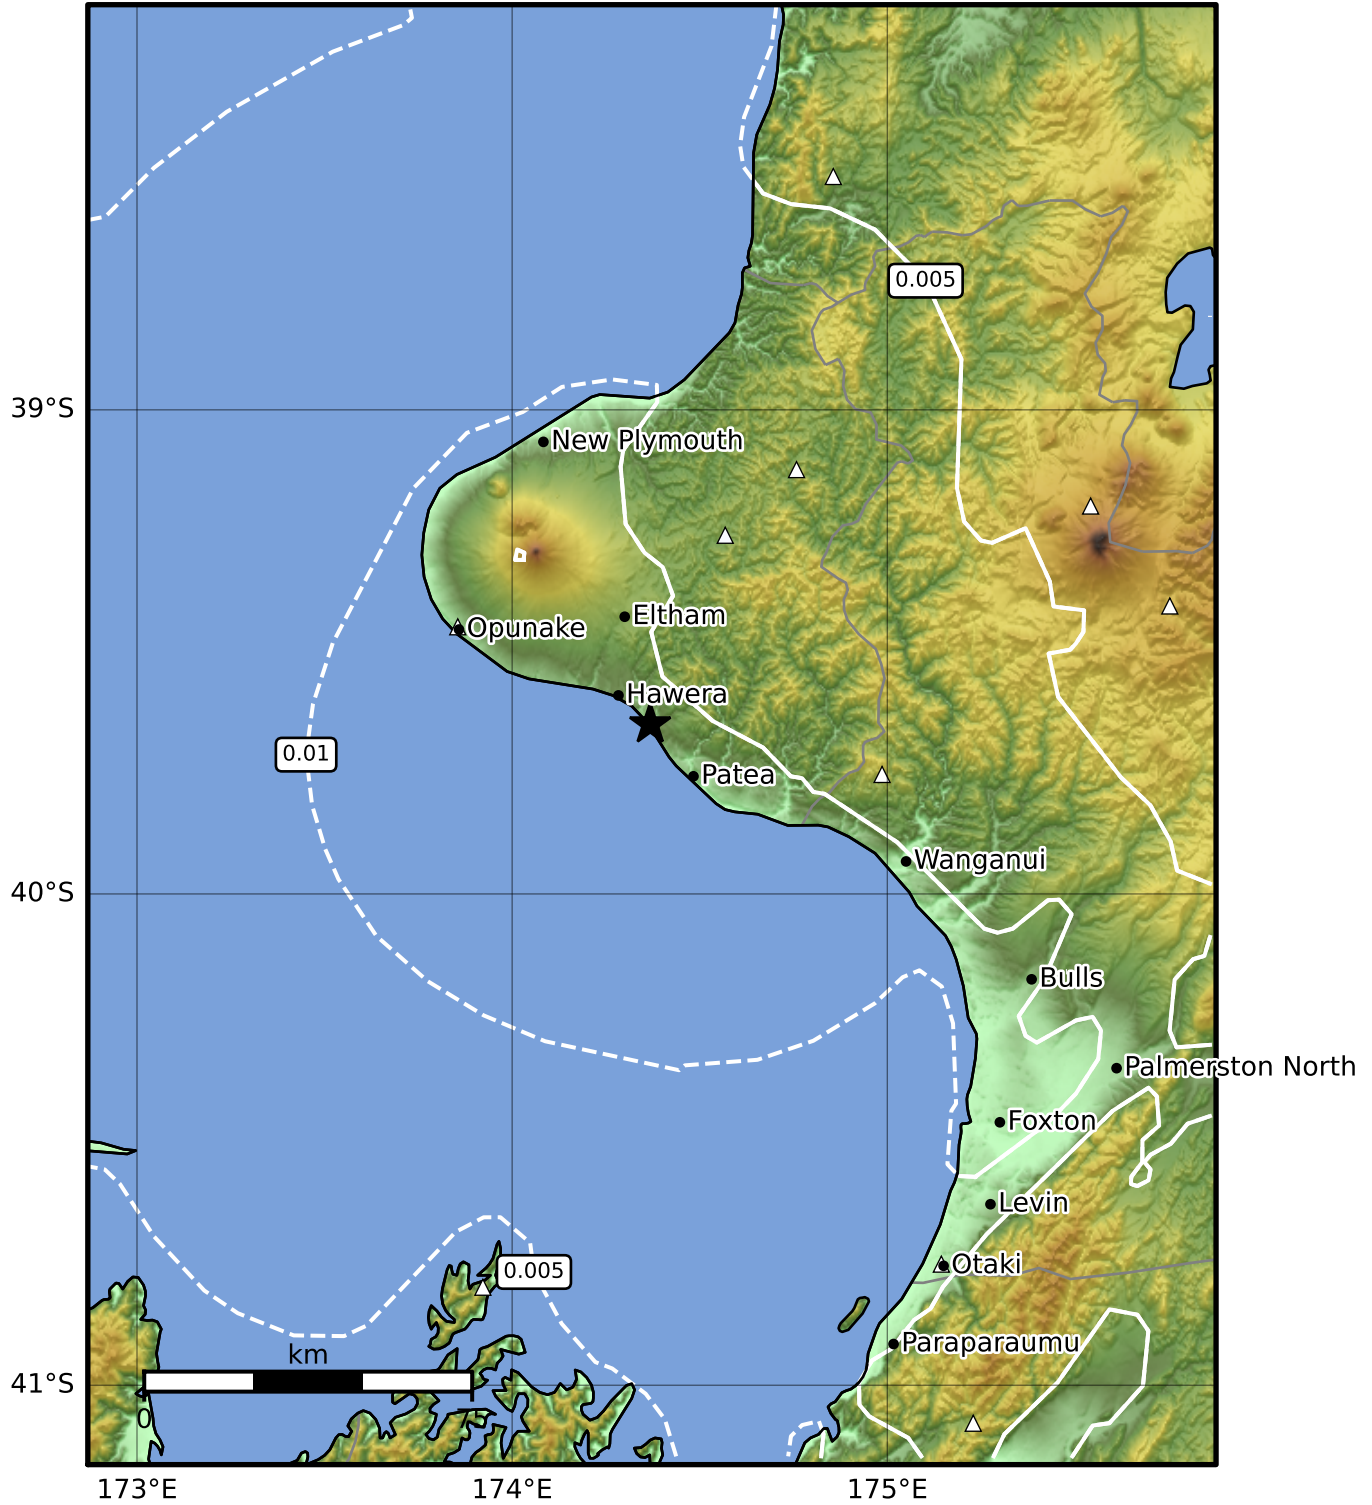 0.005
39°S
New Plymouth
Eltham
Opunake
Hawera
0.01
Patea
Wanganui
40°S
Bulls
Palmerston North
Foxton
Levin
Otaki
0.005
Paraparaumu
km
41°S
0
173°E
174°E
175°E